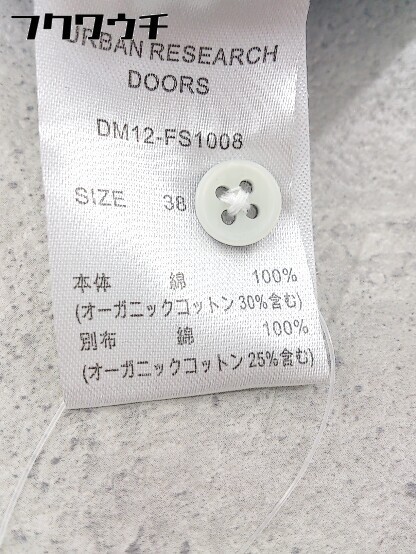 フクワウチ
URBAN RESEARCH
DOORS
DM12-FS1008
SIZE 38
本体 綿 100%
(オーガニックコットン30%含む)
別布 綿 100%
(オーガニックコットン25%含む)